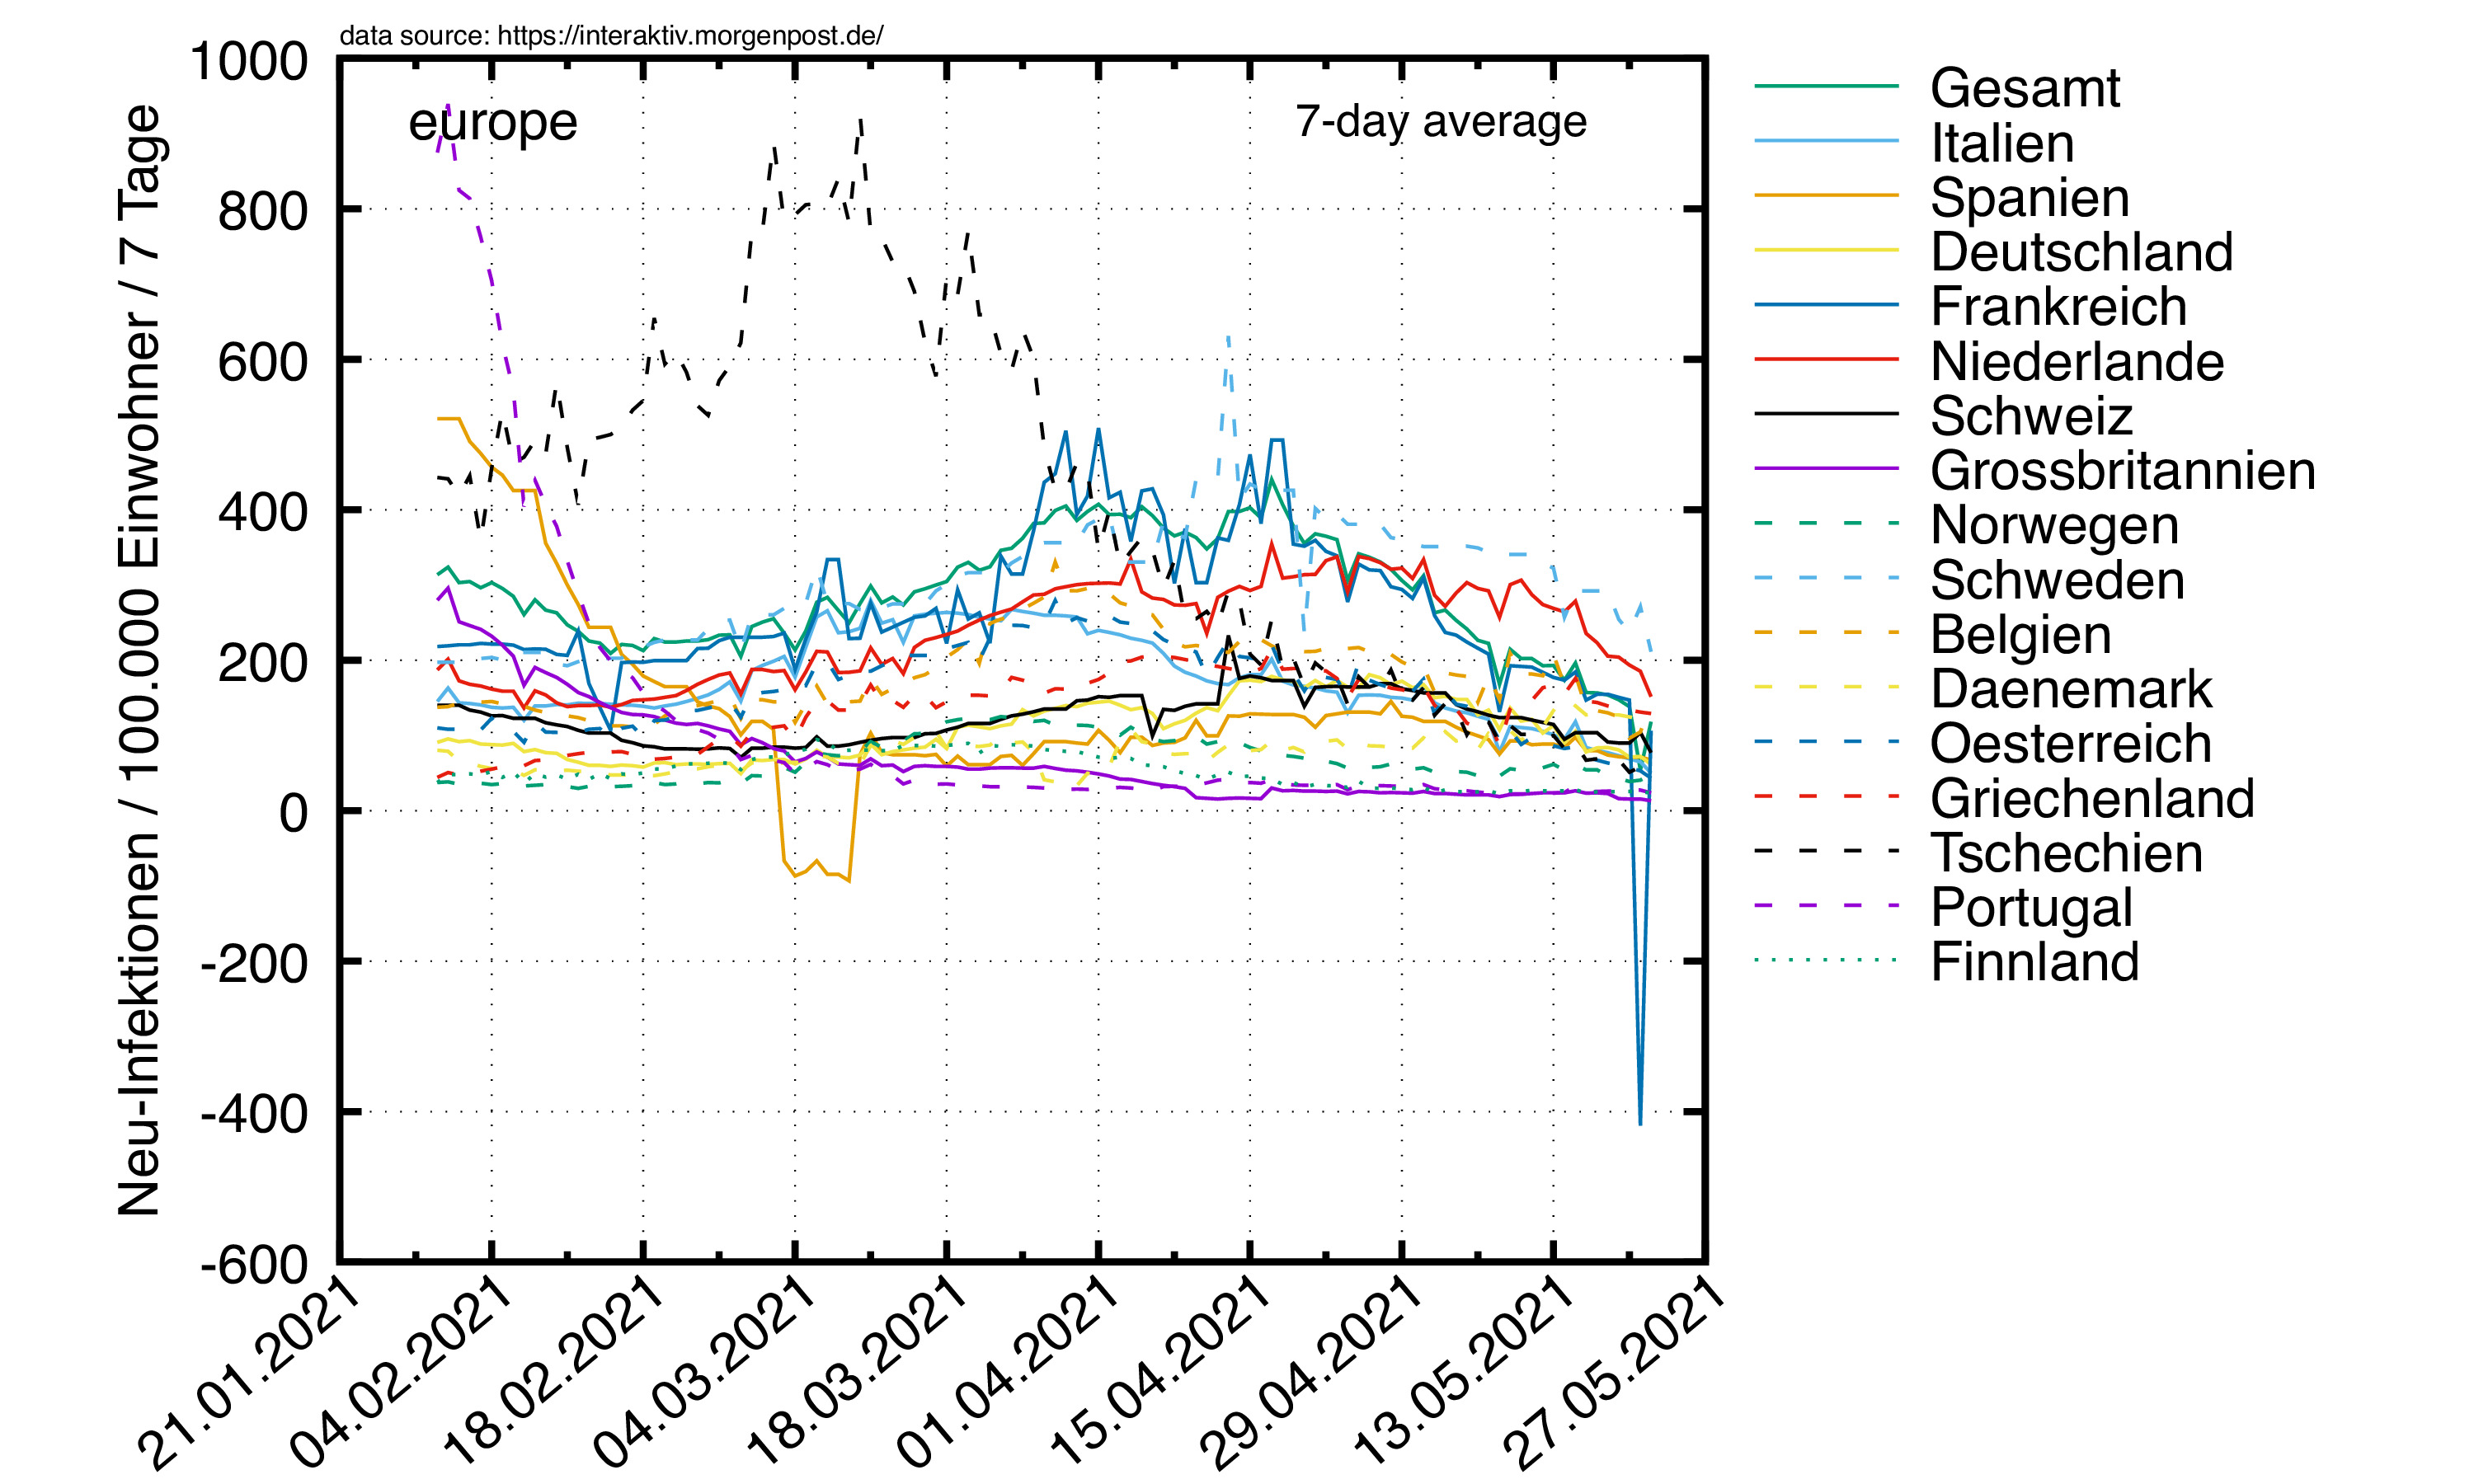 data source: https://interaktiv.morgenpost.de/
1000
800
600
400
200
0
-200
-400
-600
Neu-Infektionen / 100.000 Einwohner / 7 Tage
europe
7-day average
21.01.2021
04.02.2021
18.02.2021
04.03.2021
18.03.2021
01.04.2021
15.04.2021
29.04.2021
13.05.2021
27.05.2021
Gesamt
Italien
Spanien
Deutschland
Frankreich
Niederlande
Schweiz
Grossbritannien
Norwegen
Schweden
Belgien
Daenemark
Oesterreich
Griechenland
Tschechien
Portugal
Finnland